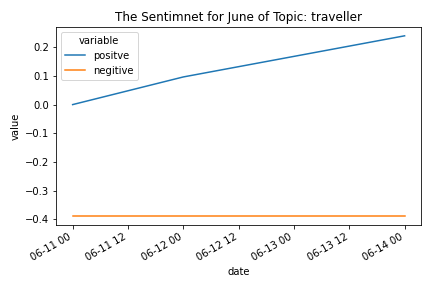 The Sentimnet for June of Topic: traveller
variable
positve
negitive
value
0.2
0.1
0.0
−0.1
−0.2
−0.3
−0.4
06-11 00
06-11 12
06-12 00
06-12 12
06-13 00
06-13 12
06-14 00
date